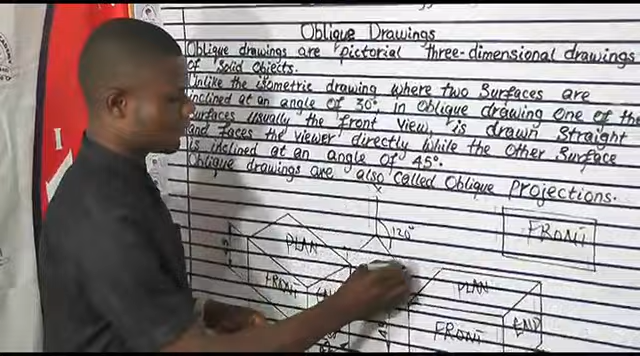 Oblique Drawings
Oblique drawings are pictorial three-dimensional drawings
of solid objects.
Unlike the isometric drawing where two surfaces are
inclined at an angle of 30° in Oblique drawing one of the
surfaces usually the front view, is drawn straight
and faces the viewer directly while the other surface
is inclined at an angle of 45°.
Oblique drawings are also called Oblique projections.
X
120°
FRONT
PLAN
PLAN
FRONT
FRONT
END